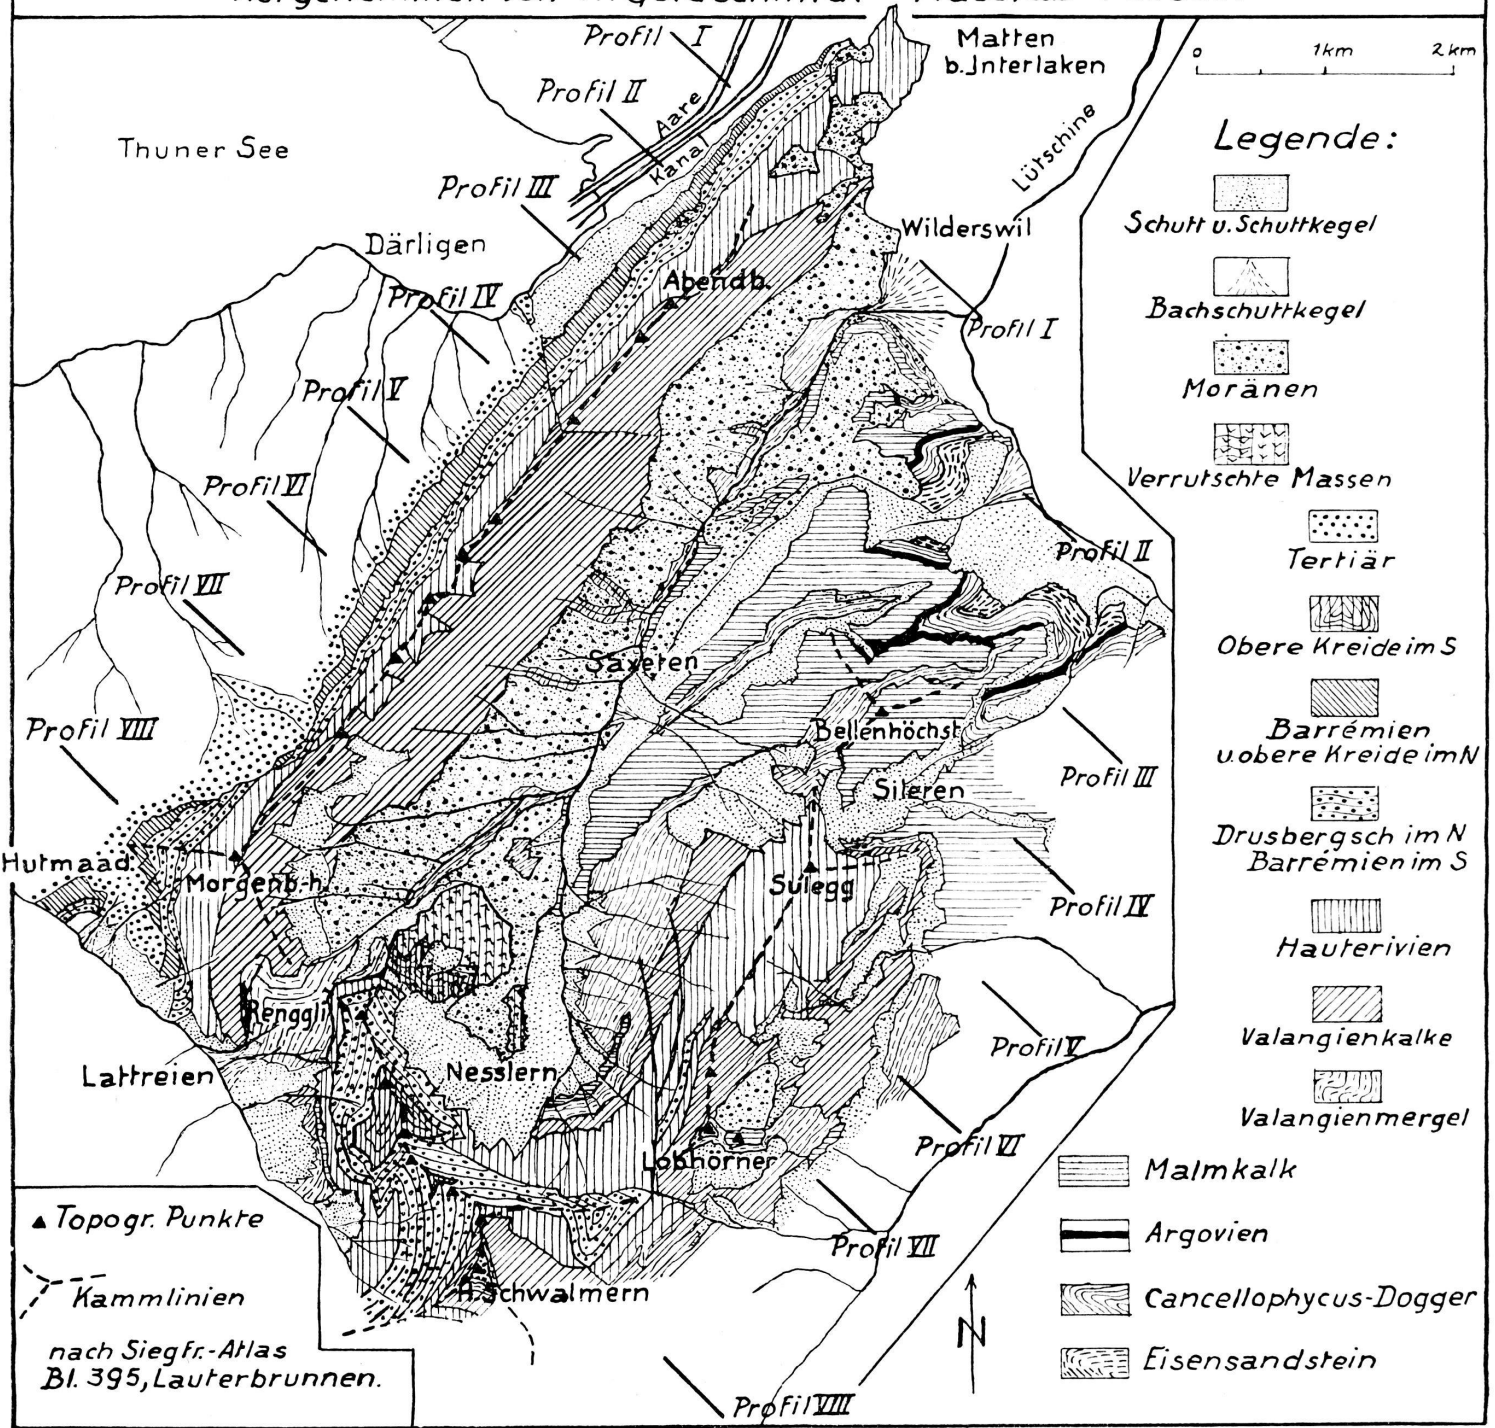 Profil I
Matten
b.Interlaken
0 1km 2km
Profil II
Aare
Kanal
Lütschine
Thuner See
Legende:
Profil III
Schutt u.Schuttkegel
Därligen
Wilderswil
Abendb.
Profil IV
Bachschuttkegel
Profil I
Profil V
Moränen
Profil VI
Verrutschte Massen
Profil II
Tertiär
Profil VII
Saxeten
Obere Kreide im S
Profil VIII
Bellenhöchst
Barrémien
u.obere Kreide im N
Profil III
Sileren
Drusbergsch im N
Barrémien im S
Hutmaad
Morgenb-h.
Sulegg
Profil IV
Hauterivien
Renggli
Valangienkalke
Profil V
Lattreien
Nesslern
Valangienmergel
Profil VI
Lobhörner
Malmkalk
Topogr. Punkte
Argovien
Profil VII
Kammlinien
H.Schwalmern
Cancellophycus-Dogger
N
nach Siegfr.-Atlas
Bl. 395, Lauterbrunnen.
Eisensandstein
Profil VIII